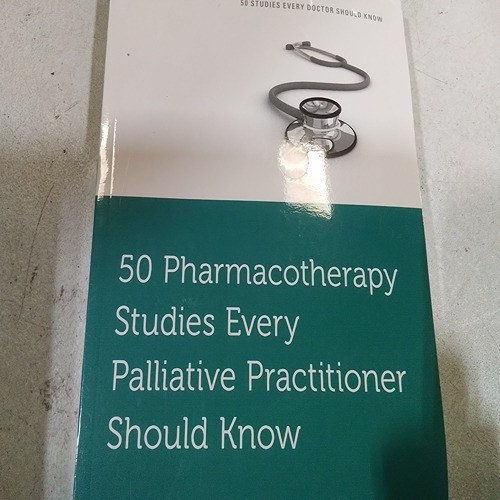 50 STUDIES EVERY DOCTOR SHOULD KNOW
50 Pharmacotherapy
Studies Every
Palliative Practitioner
Should Know